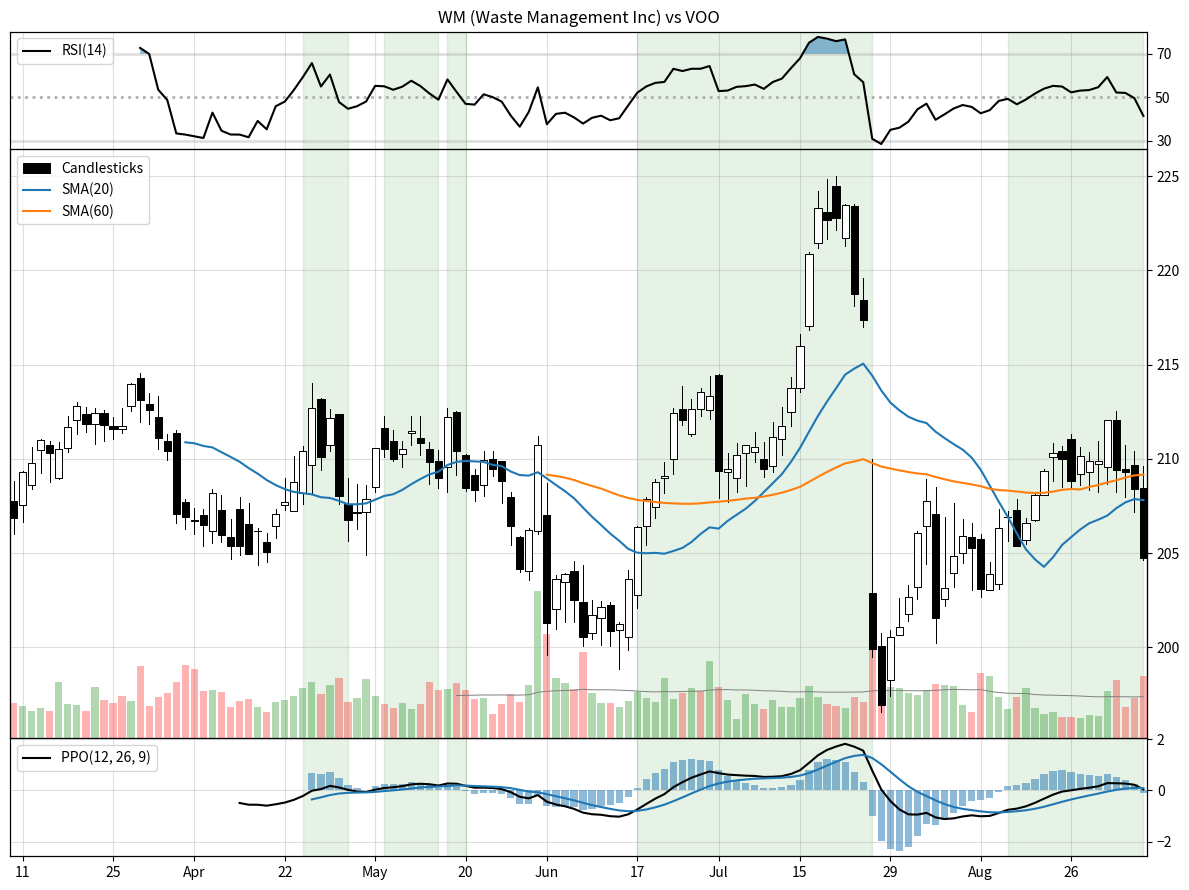 WM (Waste Management Inc) vs VOO
RSI(14)
70
50
30
Candlesticks
SMA(20)
SMA(60)
225
220
215
210
205
200
PPO(12, 26, 9)
2
0
−2
11 25 Apr 22 May 20 Jun 17 Jul 15 29 Aug 26